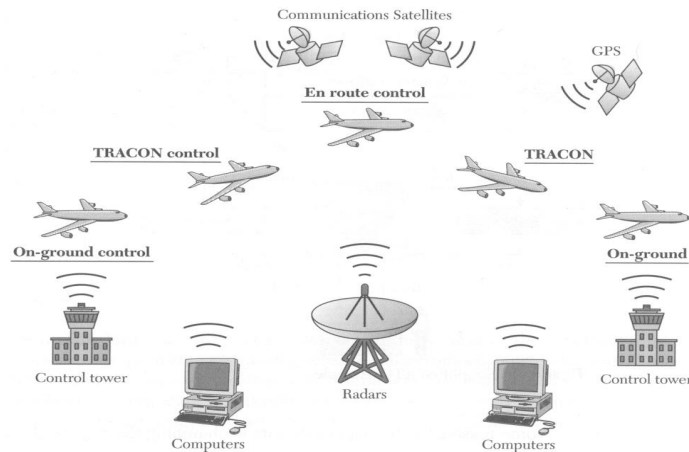 Communications Satellites
GPS
En route control
TRACON control
TRACON
On-ground control
On-ground
Control tower
Radars
Control tower
Computers
Computers